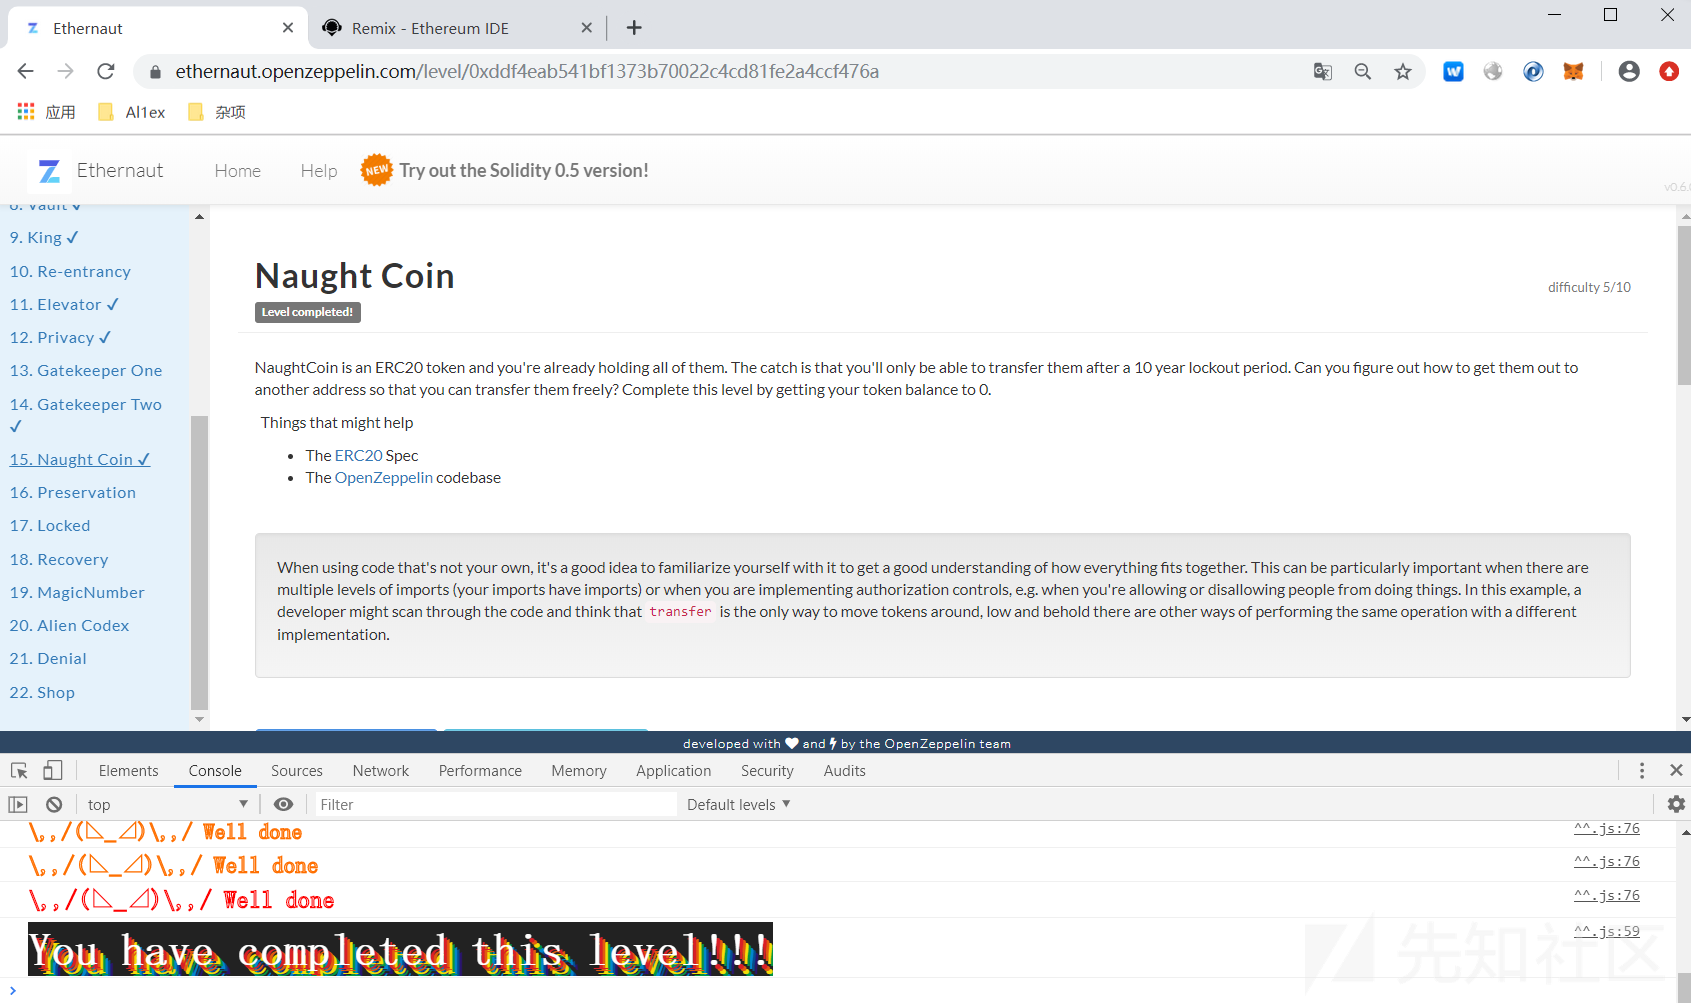 Ethernaut
Remix - Ethereum IDE
ethernaut.openzeppelin.com/level/0xddf4eab541bf1373b70022c4cd81fe2a4ccf476a
应用
Al1ex
杂项
Ethernaut
Home
Help
NEW
Try out the Solidity 0.5 version!
v0.6.
8. Vault ✓
9. King ✓
10. Re-entrancy
11. Elevator ✓
12. Privacy ✓
13. Gatekeeper One
14. Gatekeeper Two
✓
15. Naught Coin ✓
16. Preservation
17. Locked
18. Recovery
19. MagicNumber
20. Alien Codex
21. Denial
22. Shop
Naught Coin
difficulty 5/10
Level completed!
NaughtCoin is an ERC20 token and you're already holding all of them. The catch is that you'll only be able to transfer them after a 10 year lockout period. Can you figure out how to get them out to
another address so that you can transfer them freely? Complete this level by getting your token balance to 0.
Things that might help
• The ERC20 Spec
• The OpenZeppelin codebase
When using code that's not your own, it's a good idea to familiarize yourself with it to get a good understanding of how everything fits together. This can be particularly important when there are
multiple levels of imports (your imports have imports) or when you are implementing authorization controls, e.g. when you're allowing or disallowing people from doing things. In this example, a
developer might scan through the code and think that transfer is the only way to move tokens around, low and behold there are other ways of performing the same operation with a different
implementation.
developed with ♥ and ⚡ by the OpenZeppelin team
Elements
Console
Sources
Network
Performance
Memory
Application
Security
Audits
top
Filter
Default levels
\,,/(◺_◿)\,,/ Well done
^^.js:76
\,,/(◺_◿)\,,/ Well done
^^.js:76
\,,/(◺_◿)\,,/ Well done
^^.js:76
You have completed this level!!!
^^.js:59
先知社区